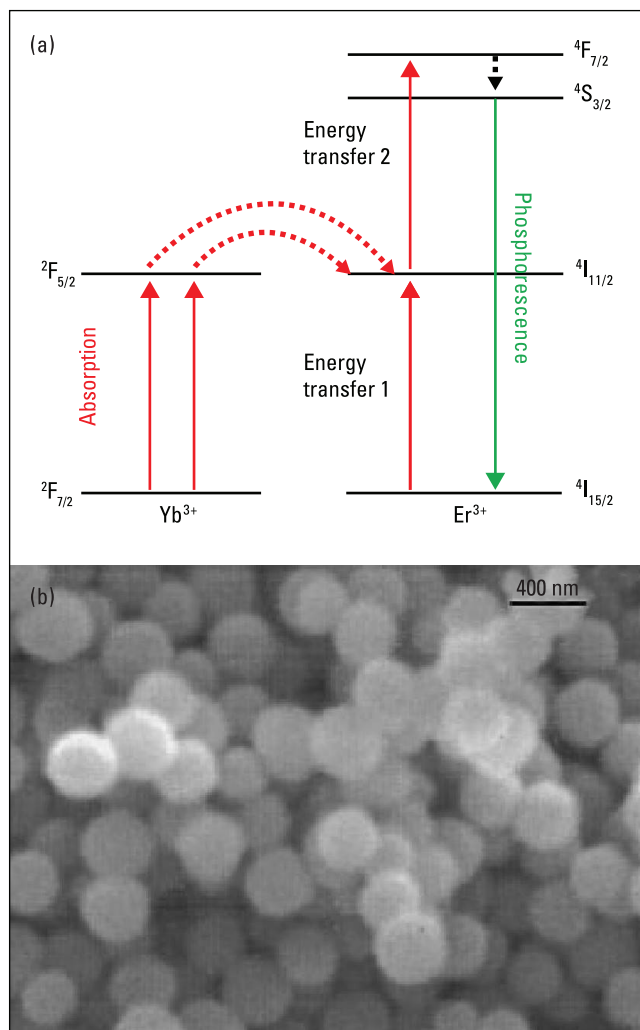 (a)
⁴F₇/₂
⁴S₃/₂
Energy
transfer 2
Phosphorescence
²F₅/₂
⁴I₁₁/₂
Absorption
Energy
transfer 1
²F₇/₂
⁴I₁₅/₂
Yb³⁺
Er³⁺
(b)
400 nm